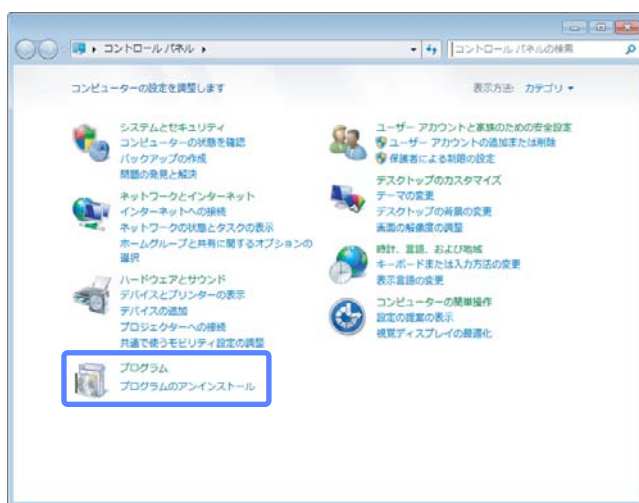 コントロール パネル
コントロール パネルの検索
コンピューターの設定を調整します
表示方法: カテゴリ
システムとセキュリティ
コンピューターの状態を確認
バックアップの作成
問題の発見と解決
ネットワークとインターネット
インターネットへの接続
ネットワークの状態とタスクの表示
ホームグループと共有に関するオプションの
選択
ハードウェアとサウンド
デバイスとプリンターの表示
デバイスの追加
プロジェクターへの接続
共通で使うモビリティ設定の調整
プログラム
プログラムのアンインストール
ユーザー アカウントと家族のための安全設定
ユーザー アカウントの追加または削除
保護者による制限の設定
デスクトップのカスタマイズ
テーマの変更
デスクトップの背景の変更
画面の解像度の調整
時計、言語、および地域
キーボードまたは入力方法の変更
表示言語の変更
コンピューターの簡単操作
設定の提案の表示
視覚ディスプレイの最適化